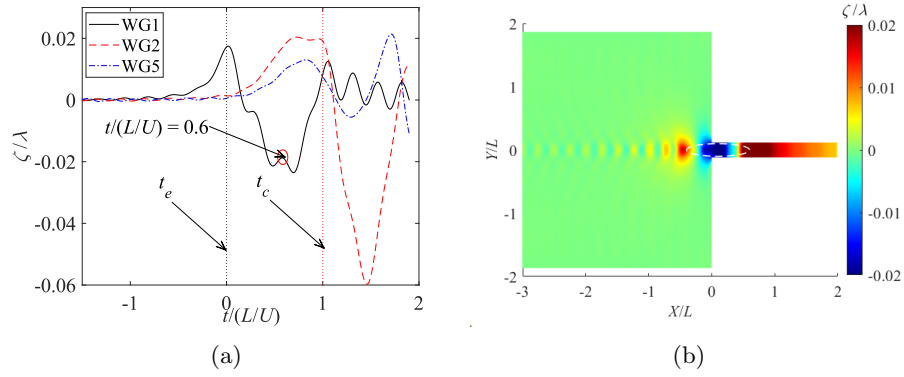 WG1
WG2
WG5
0.02
0
-0.02
-0.04
-0.06
ζ/λ
t/(L/U) = 0.6
t_e
t_c
-1
0
1
2
t/(L/U)
(a)
2
1
0
-1
-2
Y/L
-3
-2
-1
0
1
2
X/L
ζ/λ
0.02
0.01
0
-0.01
-0.02
(b)